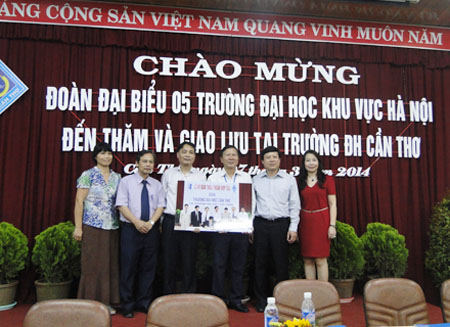 ĐẢNG CỘNG SẢN VIỆT NAM QUANG VINH MUÔN NĂM
CHÀO MỪNG
ĐOÀN ĐẠI BIỂU 05 TRƯỜNG ĐẠI HỌC KHU VỰC HÀ NỘI
ĐẾN THĂM VÀ GIAO LƯU TẠI TRƯỜNG ĐH CẦN THƠ
2014